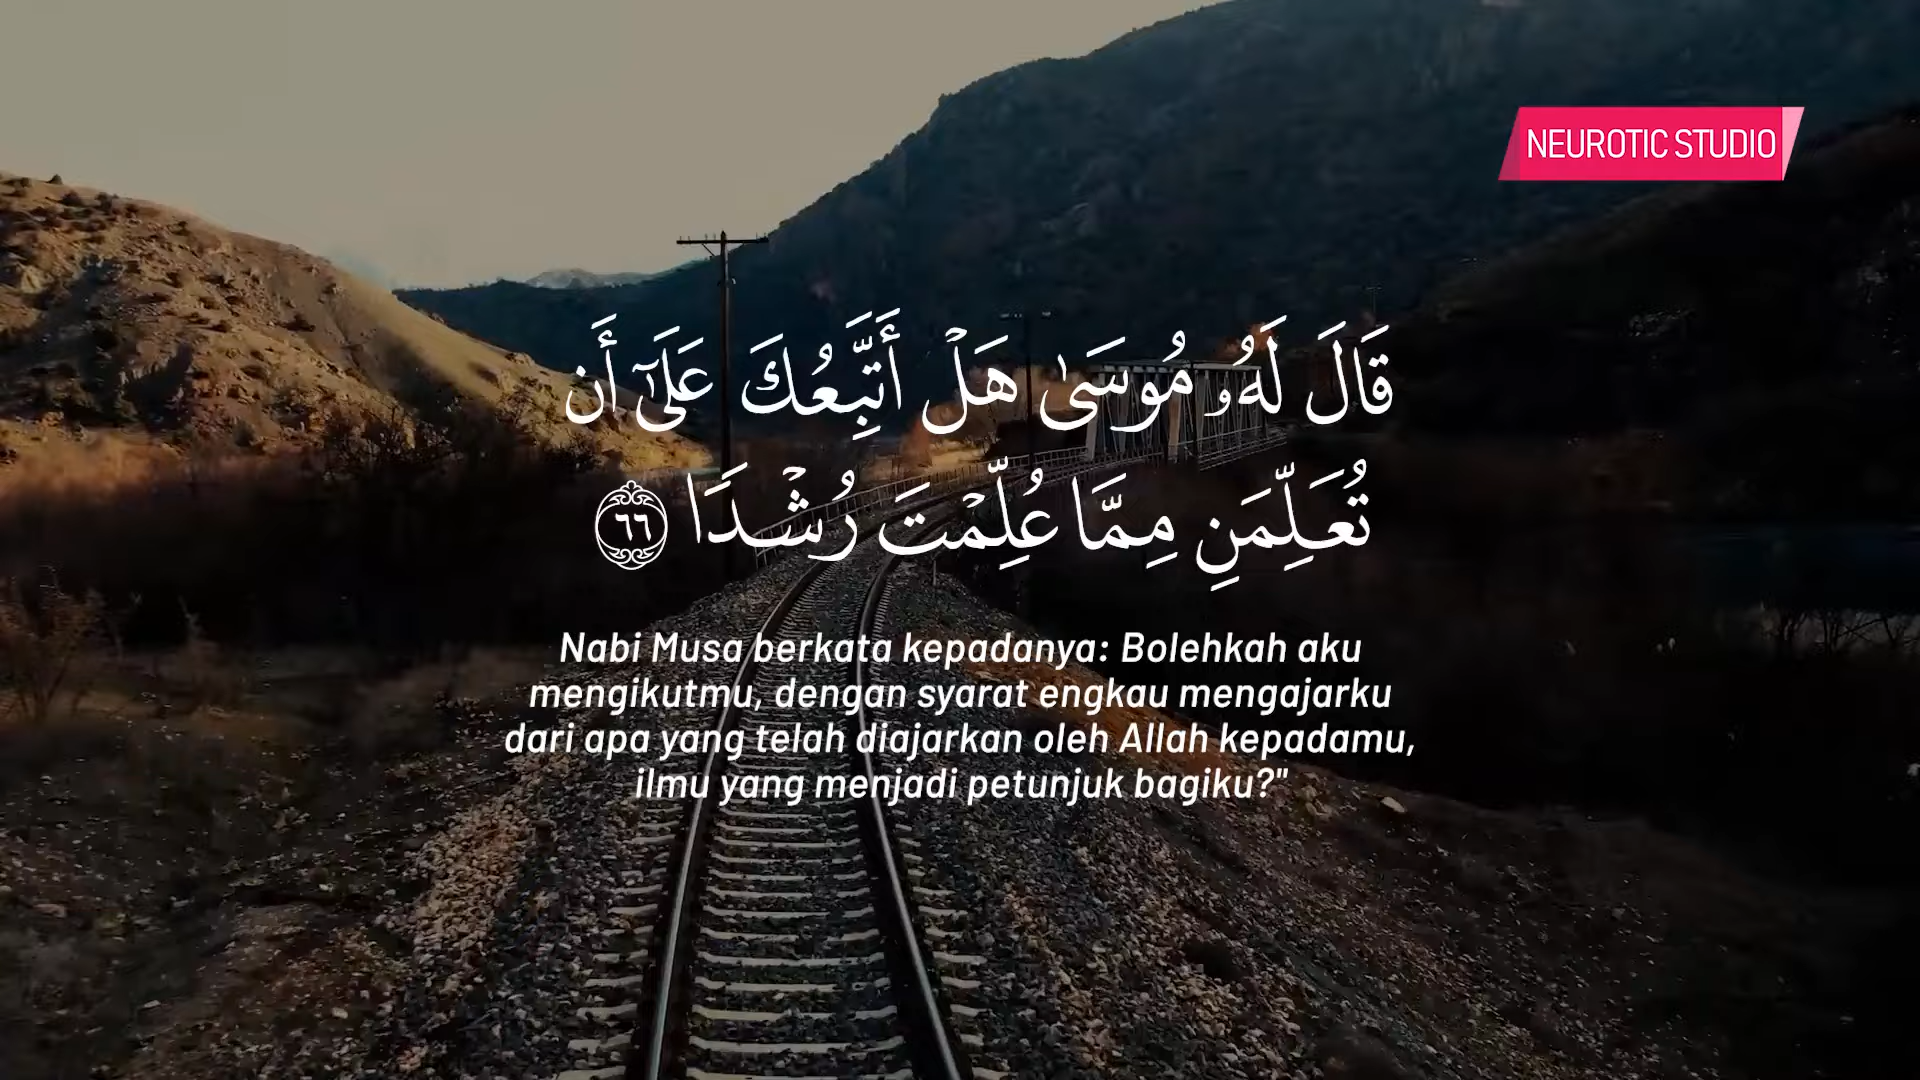 NEUROTIC STUDIO
قَالَ لَهُۥ مُوسَىٰ هَلۡ أَتَّبِعُكَ عَلَىٰٓ أَن
تُعَلِّمَنِ مِمَّا عُلِّمۡتَ رُشۡدٗا ٦٦
Nabi Musa berkata kepadanya: Bolehkah aku
mengikutmu, dengan syarat engkau mengajarku
dari apa yang telah diajarkan oleh Allah kepadamu,
ilmu yang menjadi petunjuk bagiku?"